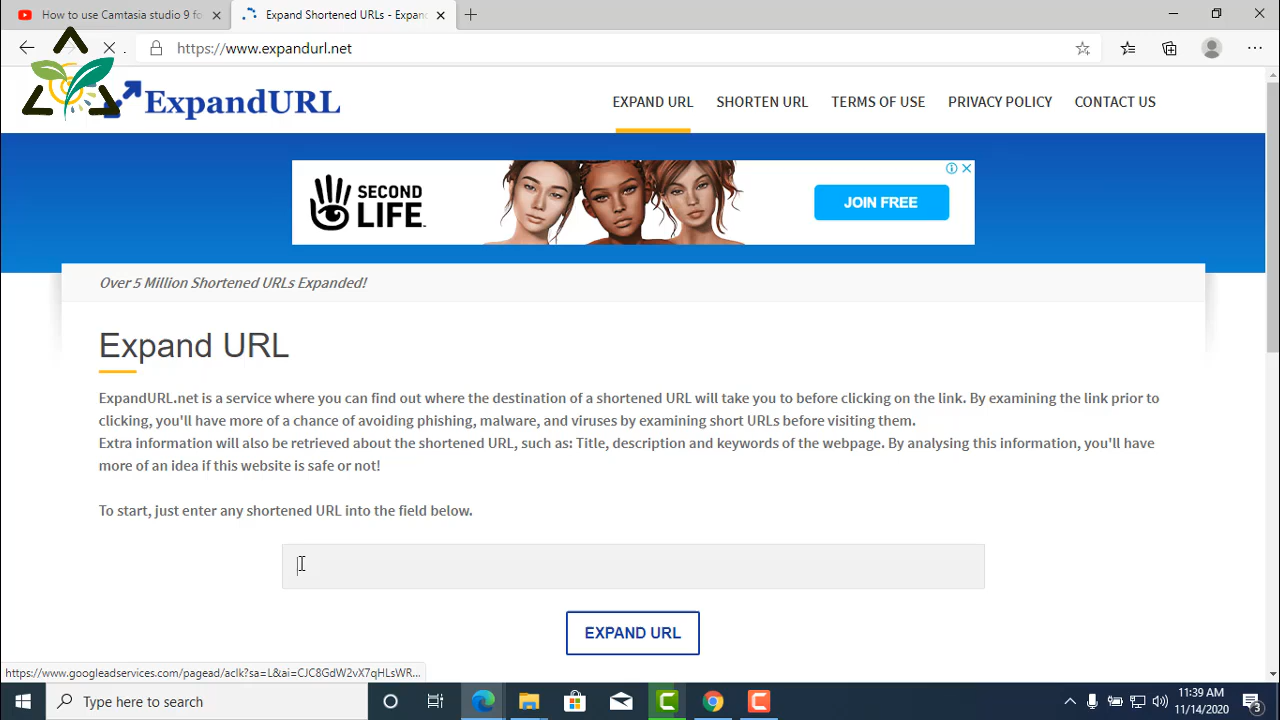 How to use Camtasia studio 9 fo
Expand Shortened URLs - Expan
https://www.expandurl.net
ExpandURL
EXPAND URL
SHORTEN URL
TERMS OF USE
PRIVACY POLICY
CONTACT US
SECOND
LIFE
JOIN FREE
Over 5 Million Shortened URLs Expanded!
Expand URL
ExpandURL.net is a service where you can find out where the destination of a shortened URL will take you to before clicking on the link. By examining the link prior to
clicking, you'll have more of a chance of avoiding phishing, malware, and viruses by examining short URLs before visiting them.
Extra information will also be retrieved about the shortened URL, such as: Title, description and keywords of the webpage. By analysing this information, you'll have
more of an idea if this website is safe or not!
To start, just enter any shortened URL into the field below.
EXPAND URL
https://www.googleadservices.com/pagead/aclk?sa=L&ai=CJC8GdW2vX7qHLsWR...
Type here to search
11:39 AM
11/14/2020
3